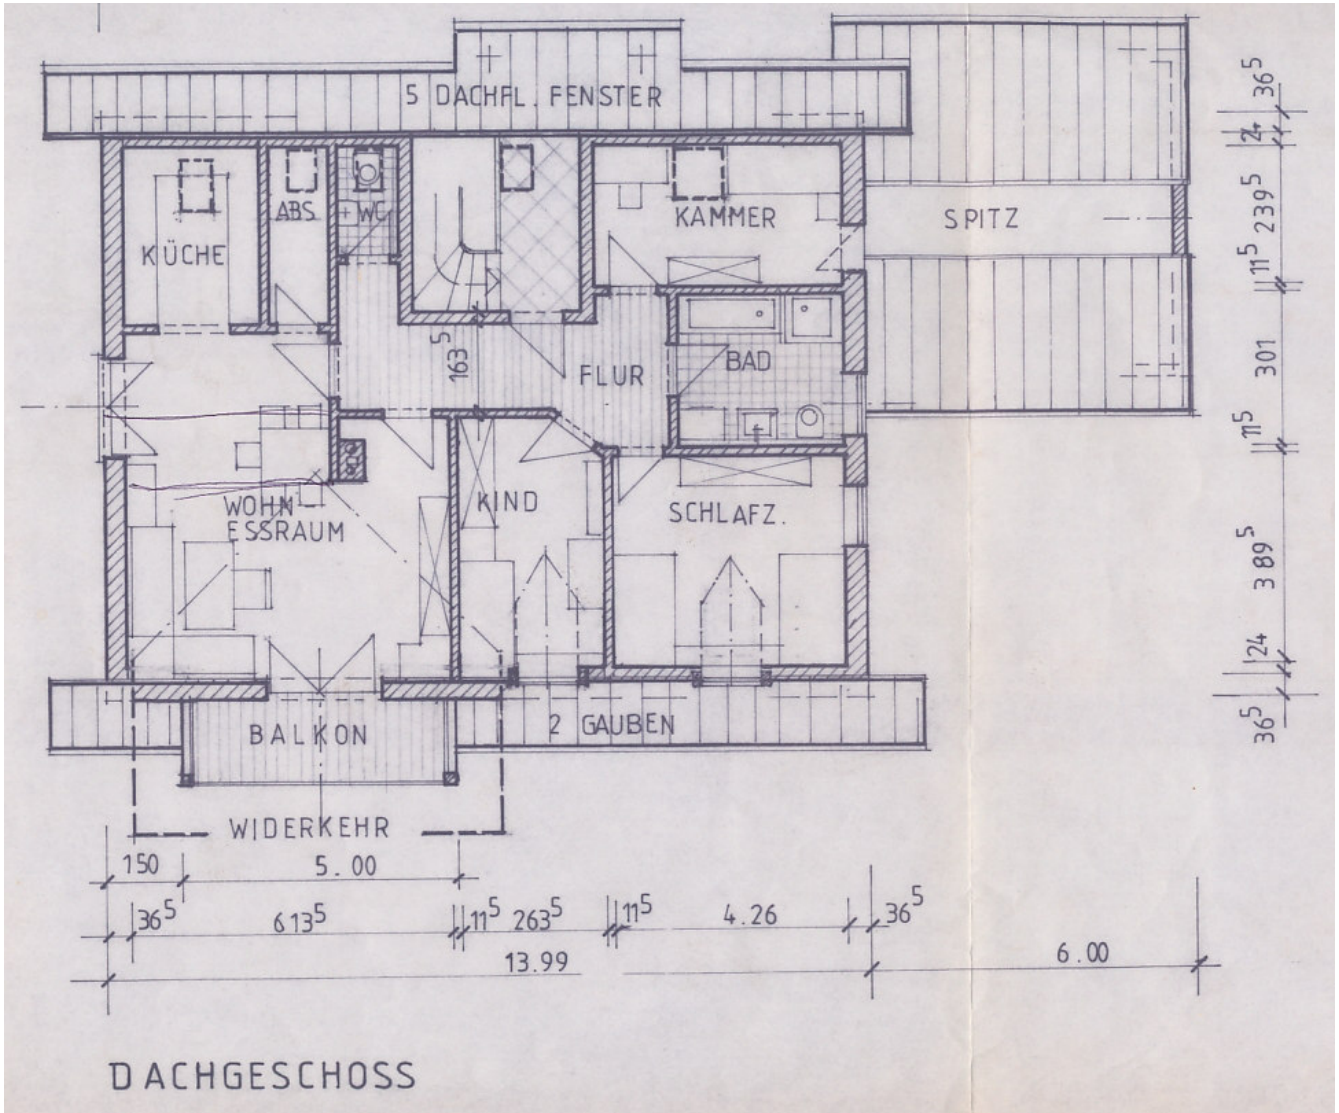 5 DACHFL. FENSTER
36⁵
24
239⁵
11⁵
301
11⁵
389⁵
24
36⁵
ABS
WC
KAMMER
SPITZ
KÜCHE
163⁵
FLUR
BAD
WOHN
ESSRAUM
KIND
SCHLAFZ.
BALKON
2 GAUBEN
WIDERKEHR
150
5.00
36⁵
613⁵
11⁵
263⁵
11⁵
4.26
36⁵
13.99
6.00
DACHGESCHOSS